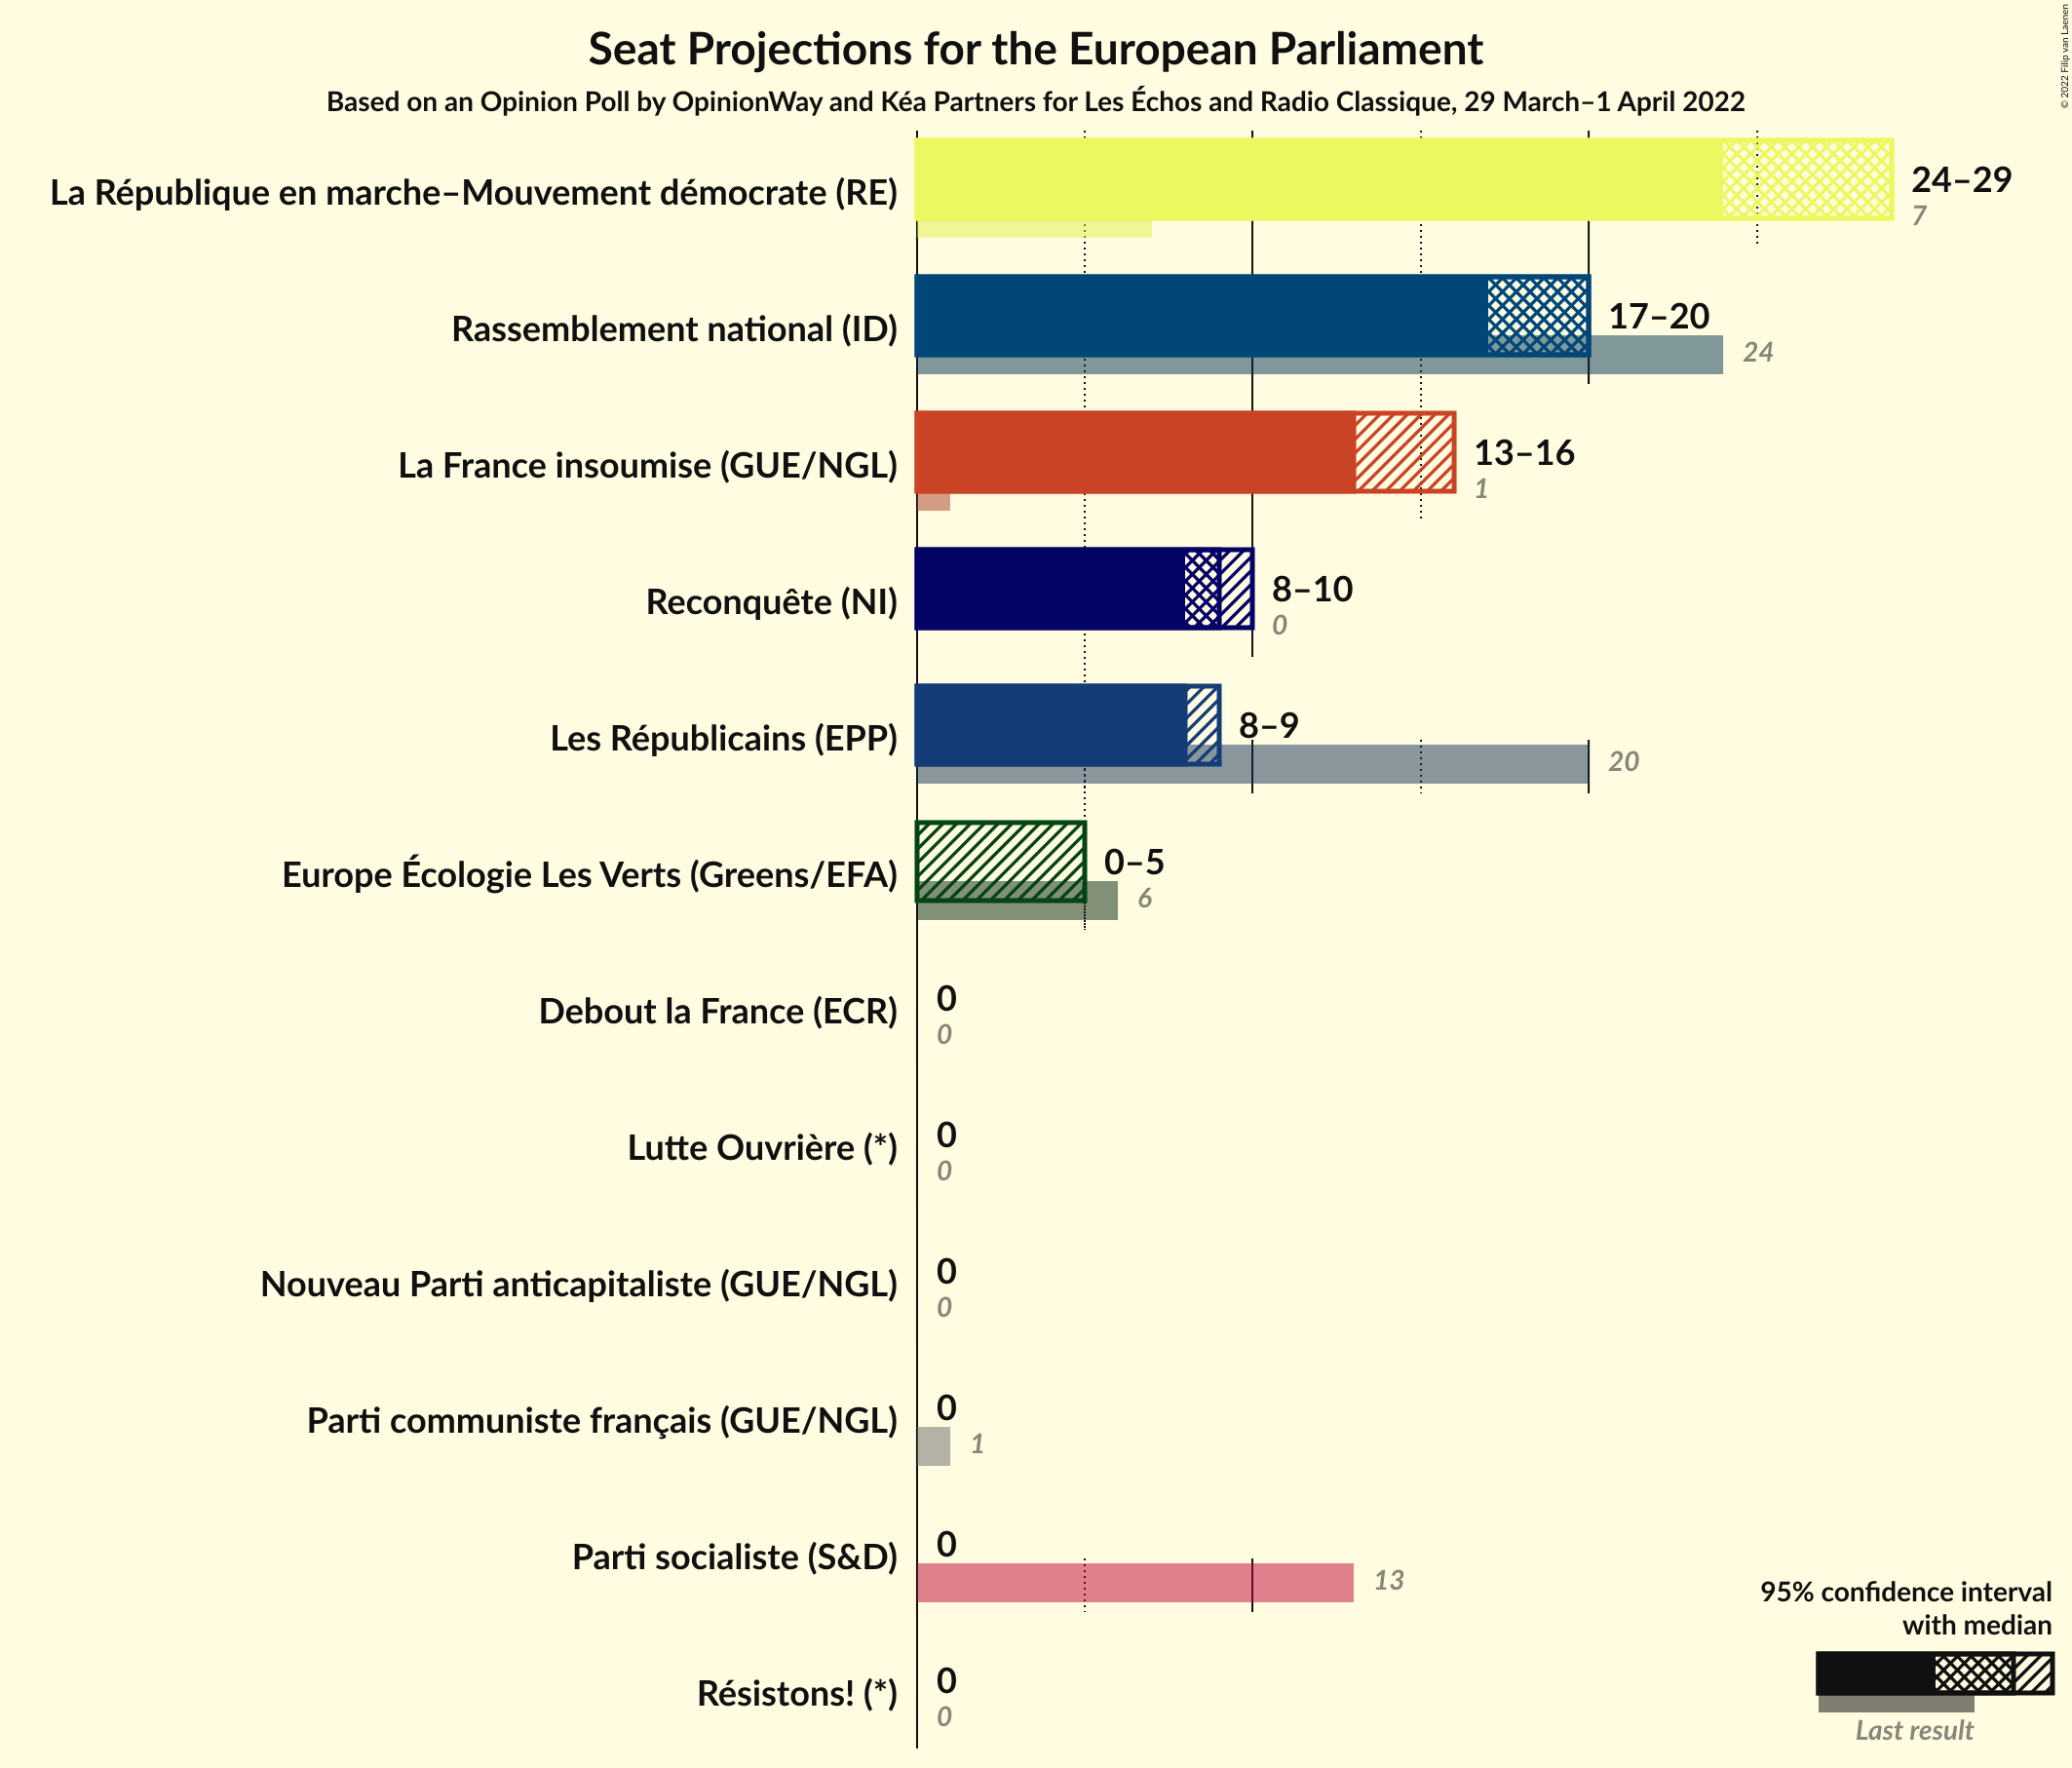 Seat Projections for the European Parliament
Based on an Opinion Poll by OpinionWay and Kéa Partners for Les Échos and Radio Classique, 29 March–1 April 2022
© 2022 Filip van Laenen
La République en marche–Mouvement démocrate (RE)
24–29
7
Rassemblement national (ID)
17–20
24
La France insoumise (GUE/NGL)
13–16
1
Reconquête (NI)
8–10
0
Les Républicains (EPP)
8–9
20
Europe Écologie Les Verts (Greens/EFA)
0–5
6
Debout la France (ECR)
0
0
Lutte Ouvrière (*)
0
0
Nouveau Parti anticapitaliste (GUE/NGL)
0
0
Parti communiste français (GUE/NGL)
0
1
Parti socialiste (S&D)
0
13
Résistons! (*)
0
0
95% confidence interval
with median
Last result